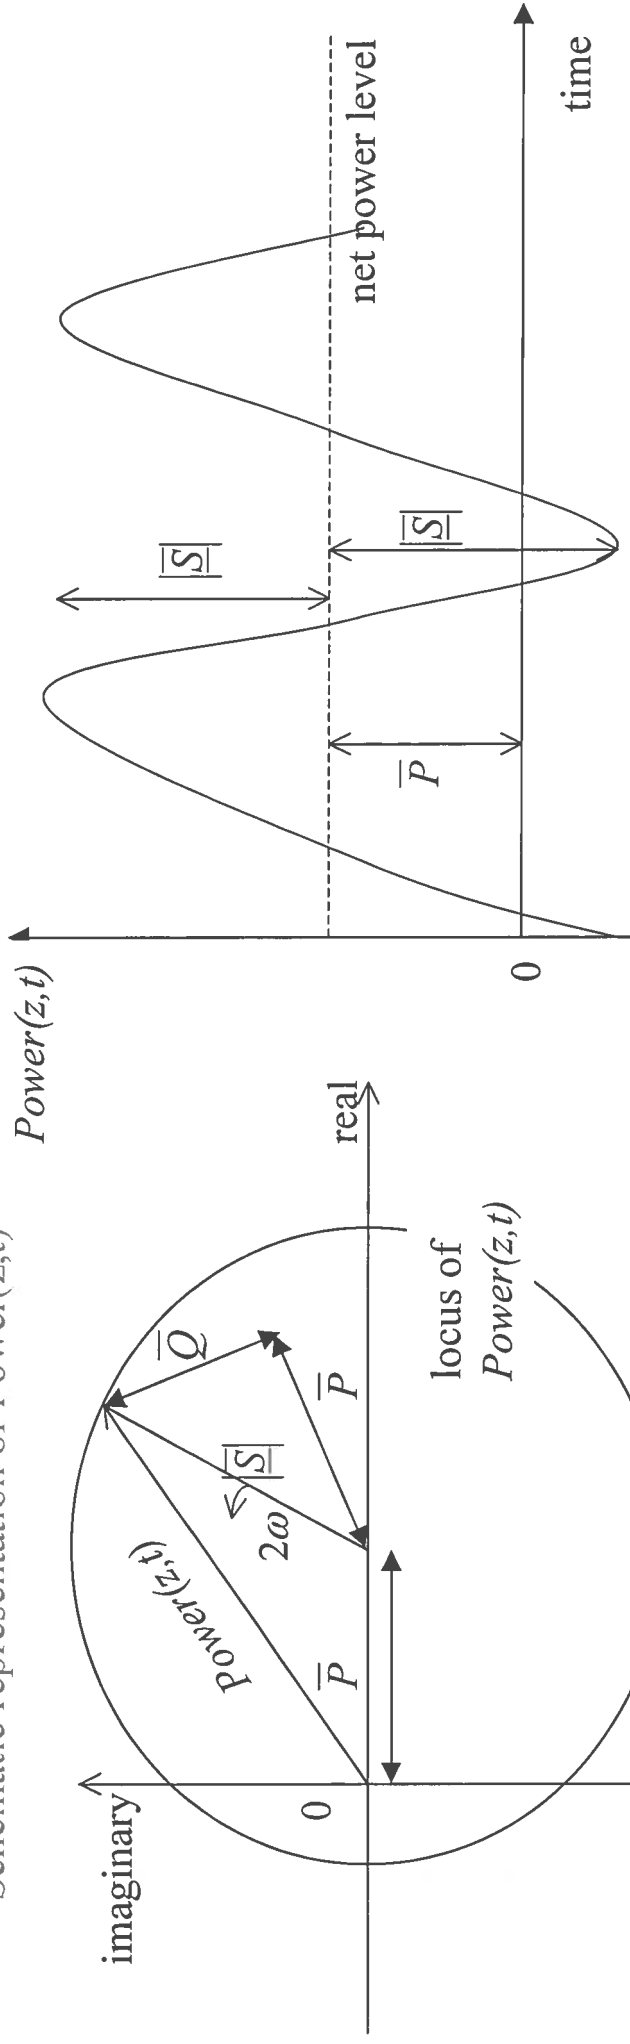 Schematic representation of Power(z,t)
imaginary
0
Power(z,t)
2ω
|S̅|
Q̅
P̅
P̅
real
locus of
Power(z,t)
Power(z,t)
0
P̅
|S̅|
|S̅|
net power level
time